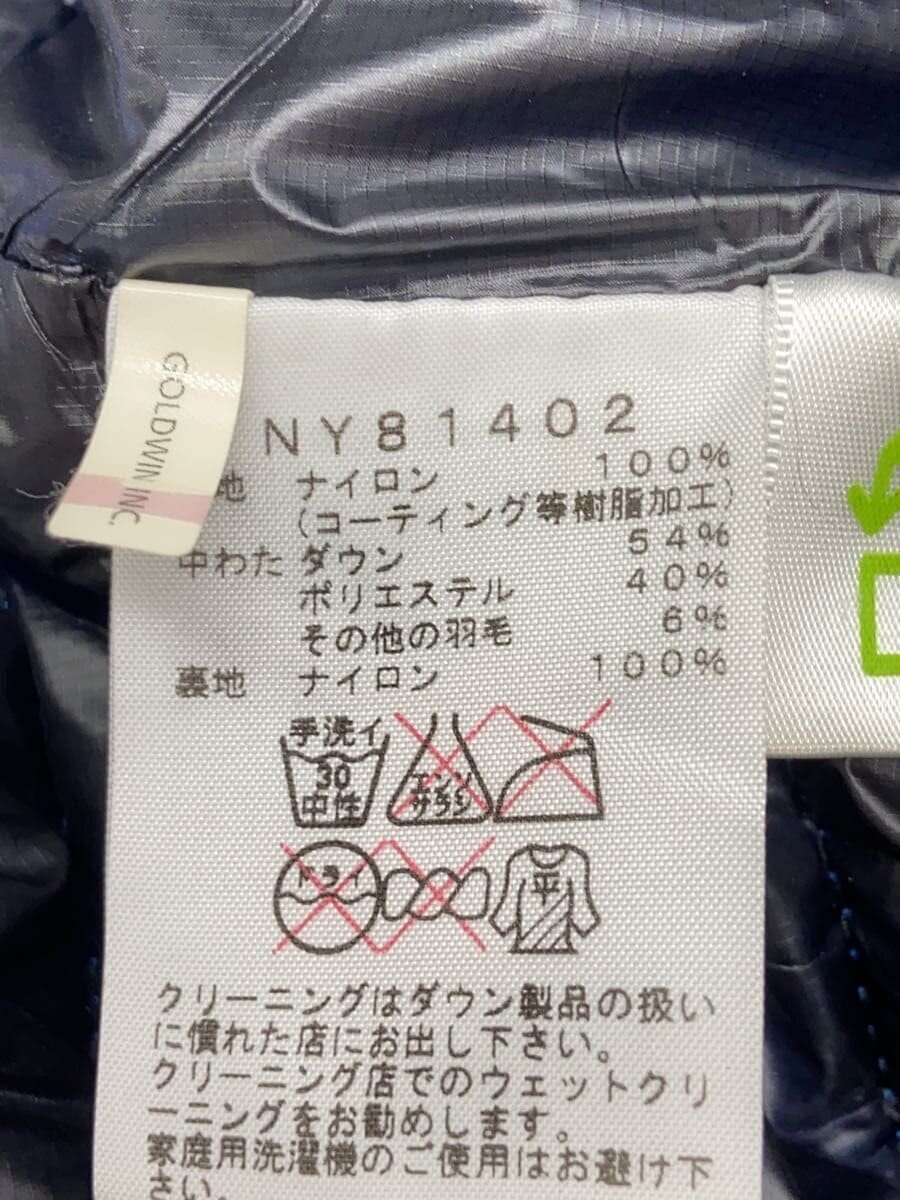 GOLDWIN INC.
NY81402
地 ナイロン 100%
(コーティング等樹脂加工)
中わた ダウン 54%
ポリエステル 40%
その他の羽毛 6%
裏地 ナイロン 100%
手洗イ
30
中性
エンソ
サラシ
ドライ
平
クリーニングはダウン製品の扱い
に慣れた店にお出し下さい。
クリーニング店でのウェットクリ
ーニングをお勧めします。
家庭用洗濯機のご使用はお避け下
さい。